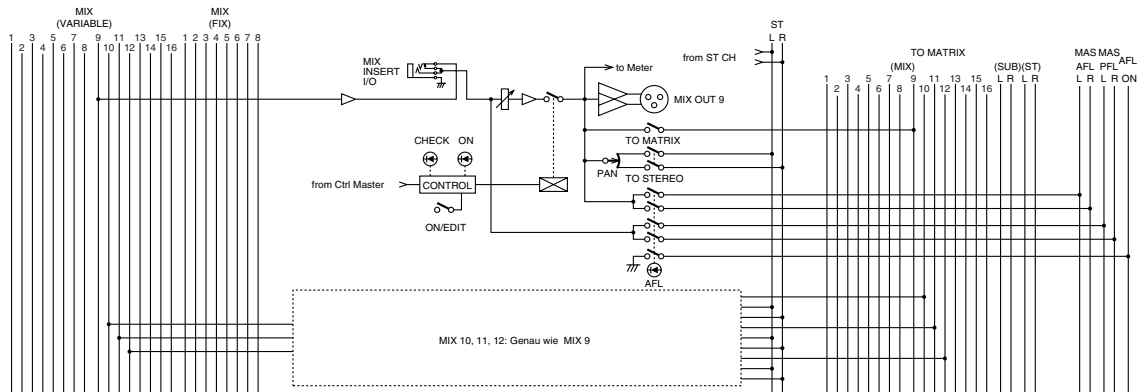 MIX
(VARIABLE)
MIX
(FIX)
1 3 5 7 9 11 13 15 1 3 5 7
2 4 6 8 10 12 14 16 2 4 6 8
MIX
INSERT
I/O
to Meter
MIX OUT 9
from ST CH
ST
L R
TO MATRIX
(MIX)
1 3 5 7 9 11 13 15
2 4 6 8 10 12 14 16
(SUB) (ST)
L R L R
MAS MAS AFL
AFL PFL
L R L R ON
CHECK ON
from Ctrl Master
CONTROL
ON/EDIT
TO MATRIX
PAN
TO STEREO
AFL
MIX 10, 11, 12: Genau wie MIX 9